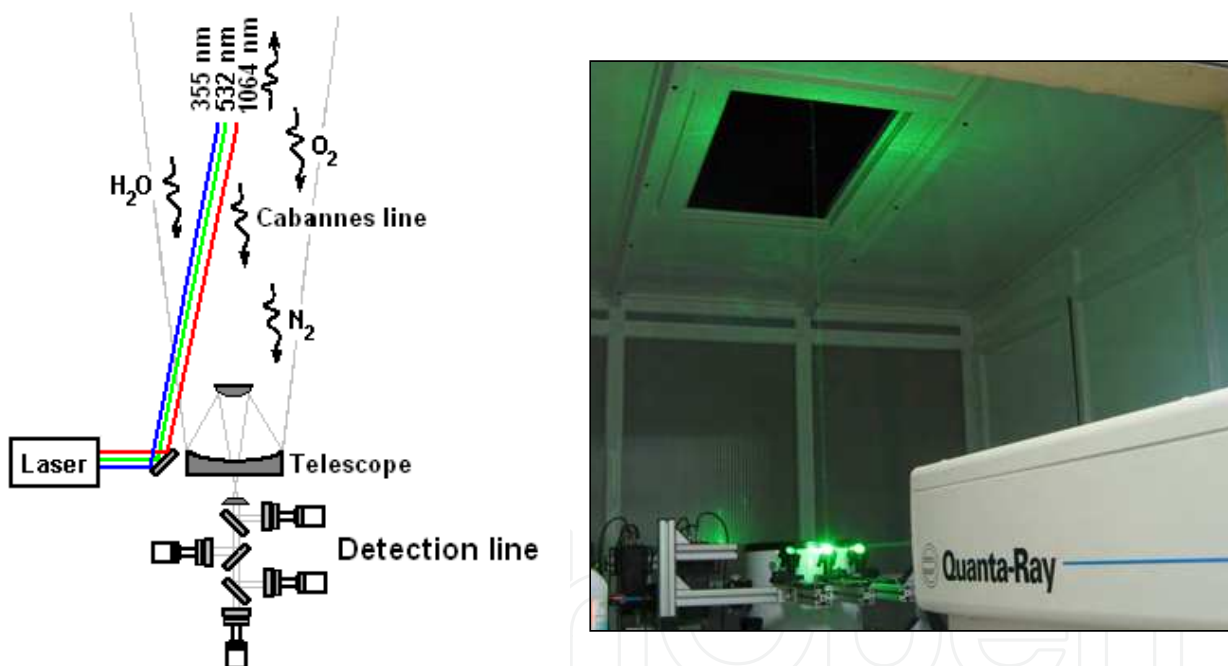 355 nm
532 nm
1064 nm
H₂O
O₂
Cabannes line
N₂
Laser
Telescope
Detection line
Quanta-Ray